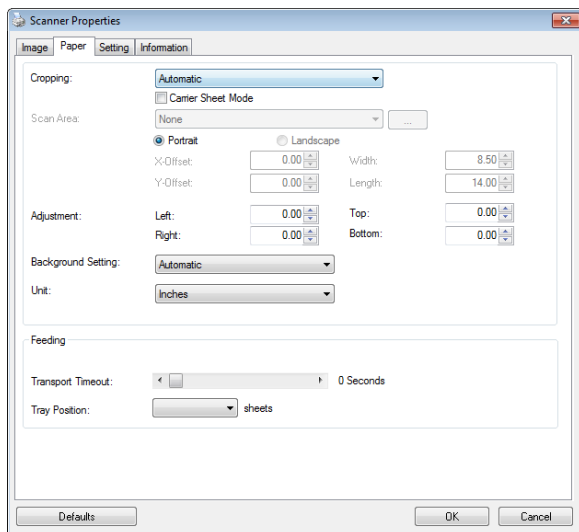 Scanner Properties
Image Paper Setting Information
Cropping: Automatic
Carrier Sheet Mode
Scan Area: None ...
Portrait Landscape
X-Offset: 0.00 Width: 8.50
Y-Offset: 0.00 Length: 14.00
Adjustment: Left: 0.00 Top: 0.00
Right: 0.00 Bottom: 0.00
Background Setting: Automatic
Unit: Inches
Feeding
Transport Timeout: 0 Seconds
Tray Position: sheets
Defaults OK Cancel